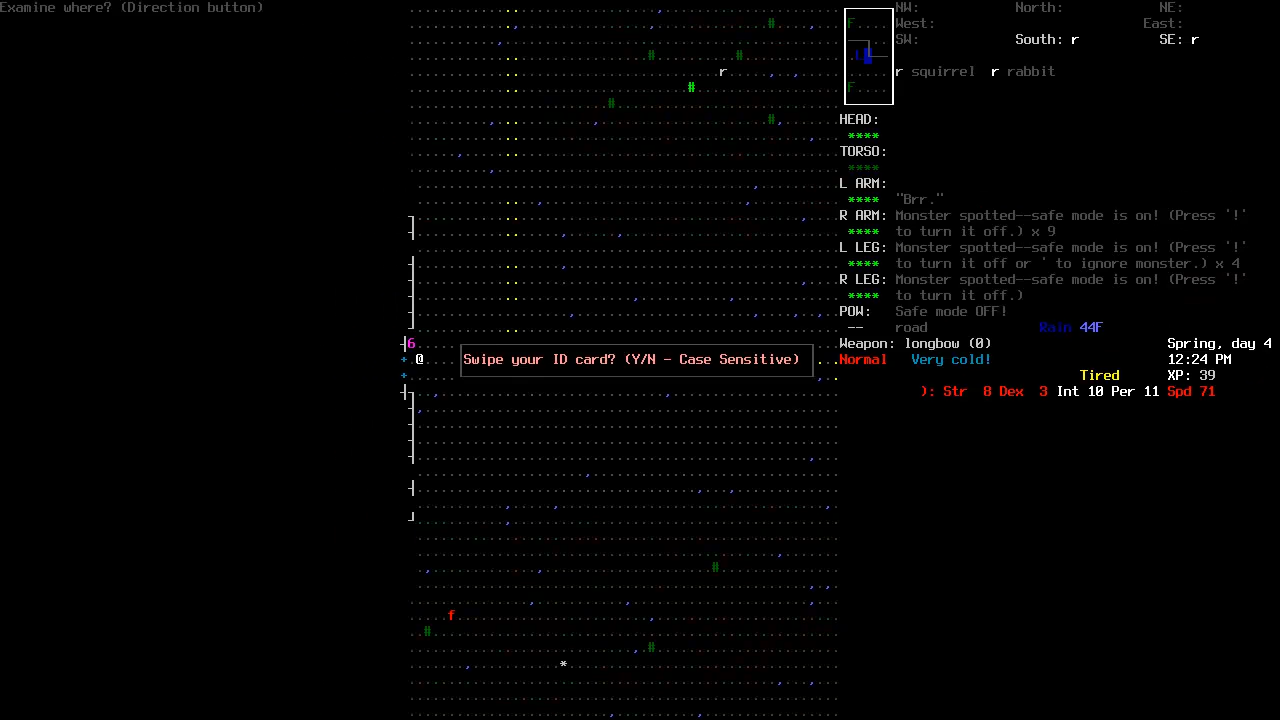 Examine where? (Direction button)
NW: North: NE:
West: East:
SW: South: r SE: r
r squirrel r rabbit
HEAD:
****
TORSO:
****
L ARM:
**** "Brr."
R ARM: Monster spotted--safe mode is on! (Press '!'
**** to turn it off.) x 9
L LEG: Monster spotted--safe mode is on! (Press '!'
**** to turn it off or ' to ignore monster.) x 4
R LEG: Monster spotted--safe mode is on! (Press '!'
**** to turn it off.)
POW: Safe mode OFF!
-- road Rain 44F
Weapon: longbow (0) Spring, day 4
Normal Very cold! 12:24 PM
Tired XP: 39
): Str 8 Dex 3 Int 10 Per 11 Spd 71
Swipe your ID card? (Y/N - Case Sensitive)